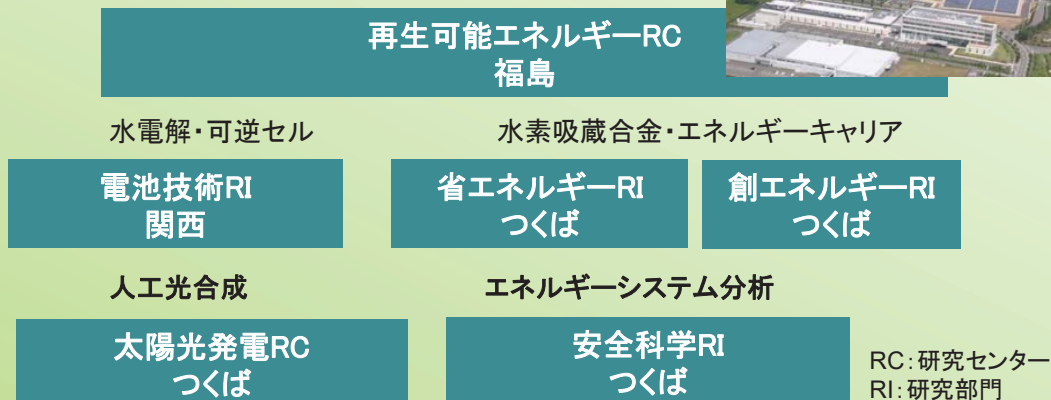 再生可能エネルギーRC
福島
水電解・可逆セル
水素吸蔵合金・エネルギーキャリア
電池技術RI
関西
省エネルギーRI
つくば
創エネルギーRI
つくば
人工光合成
エネルギーシステム分析
太陽光発電RC
つくば
安全科学RI
つくば
RC:研究センター
RI:研究部門